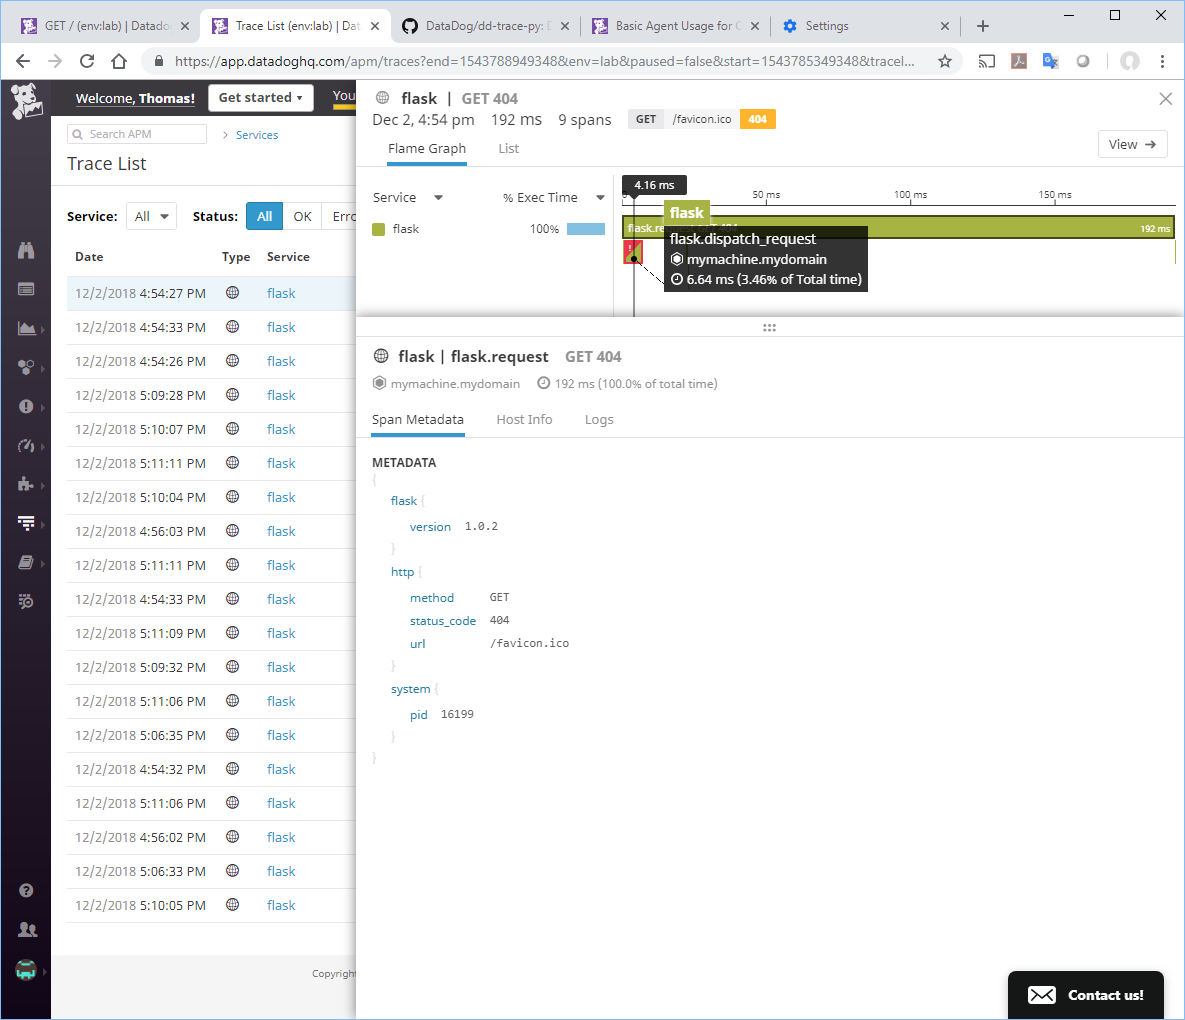 GET / (env:lab) | Datado
Trace List (env:lab) | Dat
DataDog/dd-trace-py: D
Basic Agent Usage for C
Settings
https://app.datadoghq.com/apm/traces?end=1543788949348&env=lab&paused=false&start=1543785349348&tracel...
Welcome, Thomas!
Get started
You
Search APM
> Services
Trace List
Service:
All
Status:
All
OK
Erro
Date Type Service
12/2/2018 4:54:27 PM flask
12/2/2018 4:54:33 PM flask
12/2/2018 4:54:26 PM flask
12/2/2018 5:09:28 PM flask
12/2/2018 5:10:07 PM flask
12/2/2018 5:11:11 PM flask
12/2/2018 5:10:04 PM flask
12/2/2018 4:56:03 PM flask
12/2/2018 5:11:11 PM flask
12/2/2018 4:54:33 PM flask
12/2/2018 5:11:09 PM flask
12/2/2018 5:09:32 PM flask
12/2/2018 5:11:06 PM flask
12/2/2018 5:06:35 PM flask
12/2/2018 4:54:32 PM flask
12/2/2018 5:11:06 PM flask
12/2/2018 4:56:02 PM flask
12/2/2018 5:06:33 PM flask
12/2/2018 5:10:05 PM flask
Copyright
flask | GET 404
Dec 2, 4:54 pm 192 ms 9 spans GET /favicon.ico 404
Flame Graph List
View →
Service % Exec Time
flask 100%
4.16 ms
50 ms 100 ms 150 ms
flask
flask.request GET 404 192 ms
flask.dispatch_request
mymachine.mydomain
6.64 ms (3.46% of Total time)
flask | flask.request GET 404
mymachine.mydomain 192 ms (100.0% of total time)
Span Metadata Host Info Logs
METADATA
{
flask {
version 1.0.2
}
http {
method GET
status_code 404
url /favicon.ico
}
system {
pid 16199
}
}
Contact us!